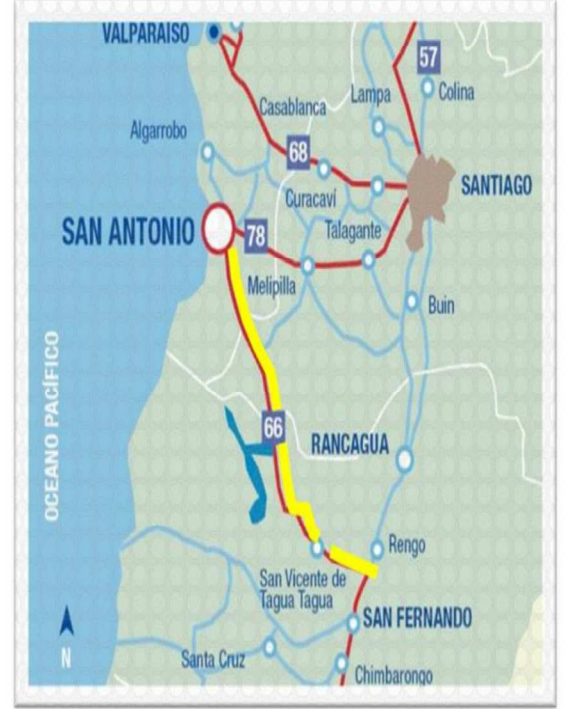 VALPARAISO
57
Lampa
Colina
Casablanca
Algarrobo
68
SANTIAGO
Curacaví
SAN ANTONIO
78
Talagante
Melipilla
Buin
OCEANO PACÍFICO
66
RANCAGUA
Rengo
San Vicente de
Tagua Tagua
SAN FERNANDO
N
Santa Cruz
Chimbarongo